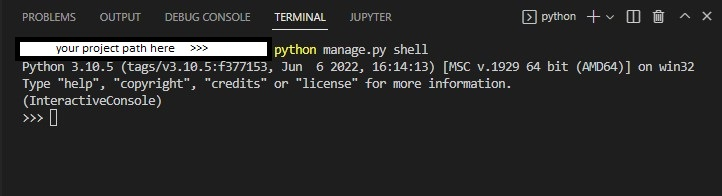 PROBLEMS OUTPUT DEBUG CONSOLE TERMINAL JUPYTER python
your project path here >>> python manage.py shell
Python 3.10.5 (tags/v3.10.5:f377153, Jun  6 2022, 16:14:13) [MSC v.1929 64 bit (AMD64)] on win32
Type "help", "copyright", "credits" or "license" for more information.
(InteractiveConsole)
>>>